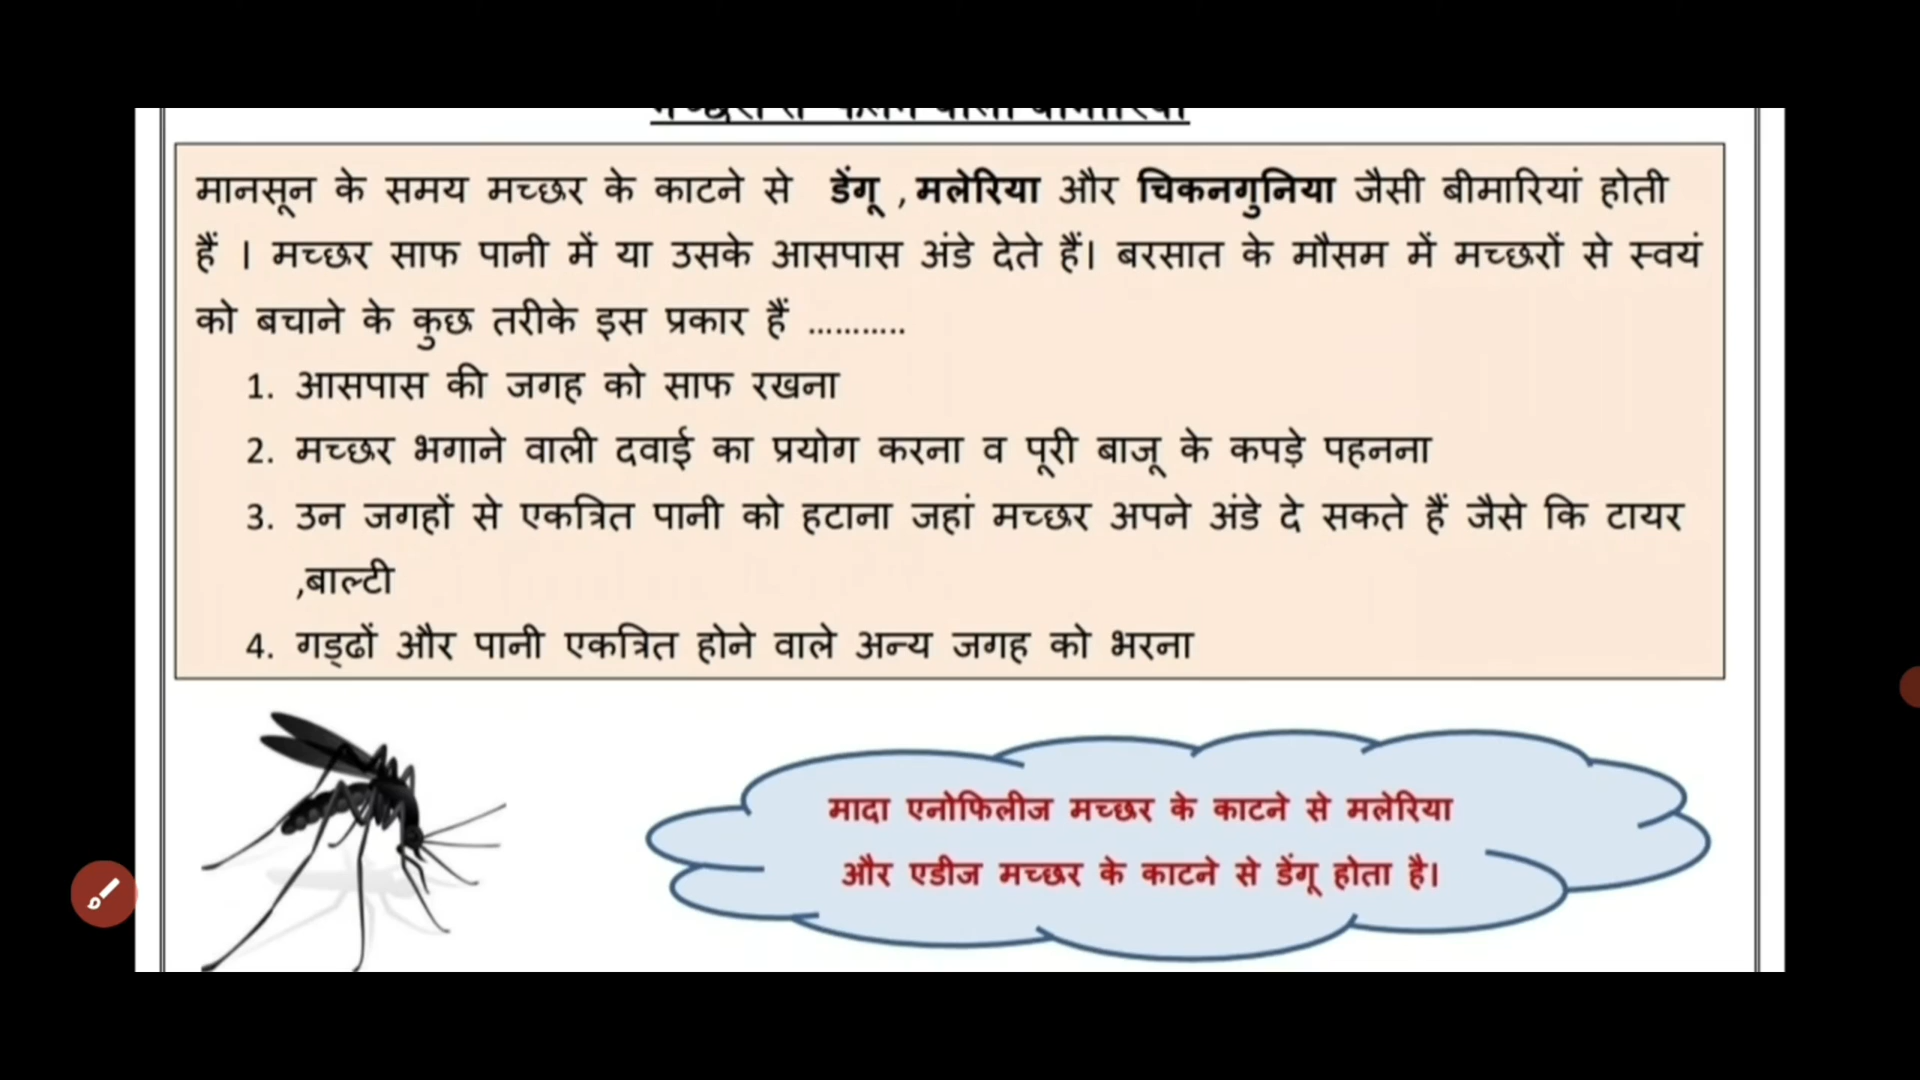 मानसून के समय मच्छर के काटने से डेंगू , मलेरिया और चिकनगुनिया जैसी बीमारियां होती
हैं । मच्छर साफ पानी में या उसके आसपास अंडे देते हैं। बरसात के मौसम में मच्छरों से स्वयं
को बचाने के कुछ तरीके इस प्रकार हैं ...........
1. आसपास की जगह को साफ रखना
2. मच्छर भगाने वाली दवाई का प्रयोग करना व पूरी बाजू के कपड़े पहनना
3. उन जगहों से एकत्रित पानी को हटाना जहां मच्छर अपने अंडे दे सकते हैं जैसे कि टायर
,बाल्टी
4. गड्ढों और पानी एकत्रित होने वाले अन्य जगह को भरना
मादा एनोफिलीज मच्छर के काटने से मलेरिया
और एडीज मच्छर के काटने से डेंगू होता है।